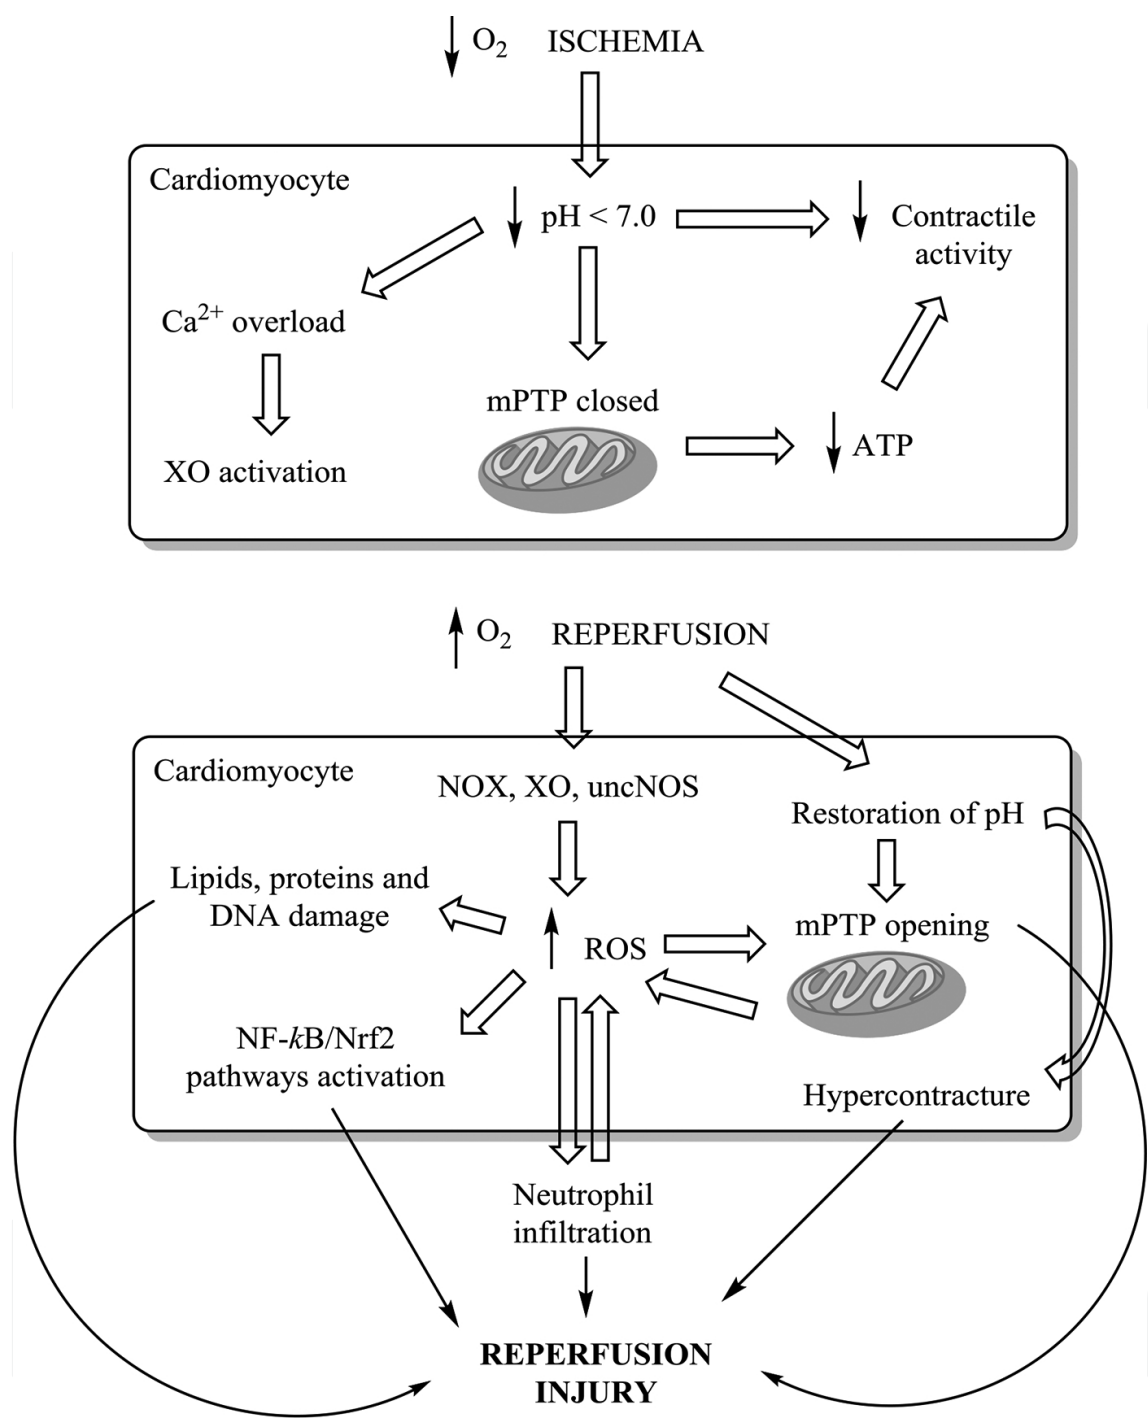 O₂ ISCHEMIA
Cardiomyocyte
pH < 7.0
Contractile
activity
Ca²⁺ overload
mPTP closed
ATP
XO activation
O₂ REPERFUSION
Cardiomyocyte
NOX, XO, uncNOS
Restoration of pH
Lipids, proteins and
DNA damage
ROS
mPTP opening
NF-kB/Nrf2
pathways activation
Hypercontracture
Neutrophil
infiltration
REPERFUSION
INJURY